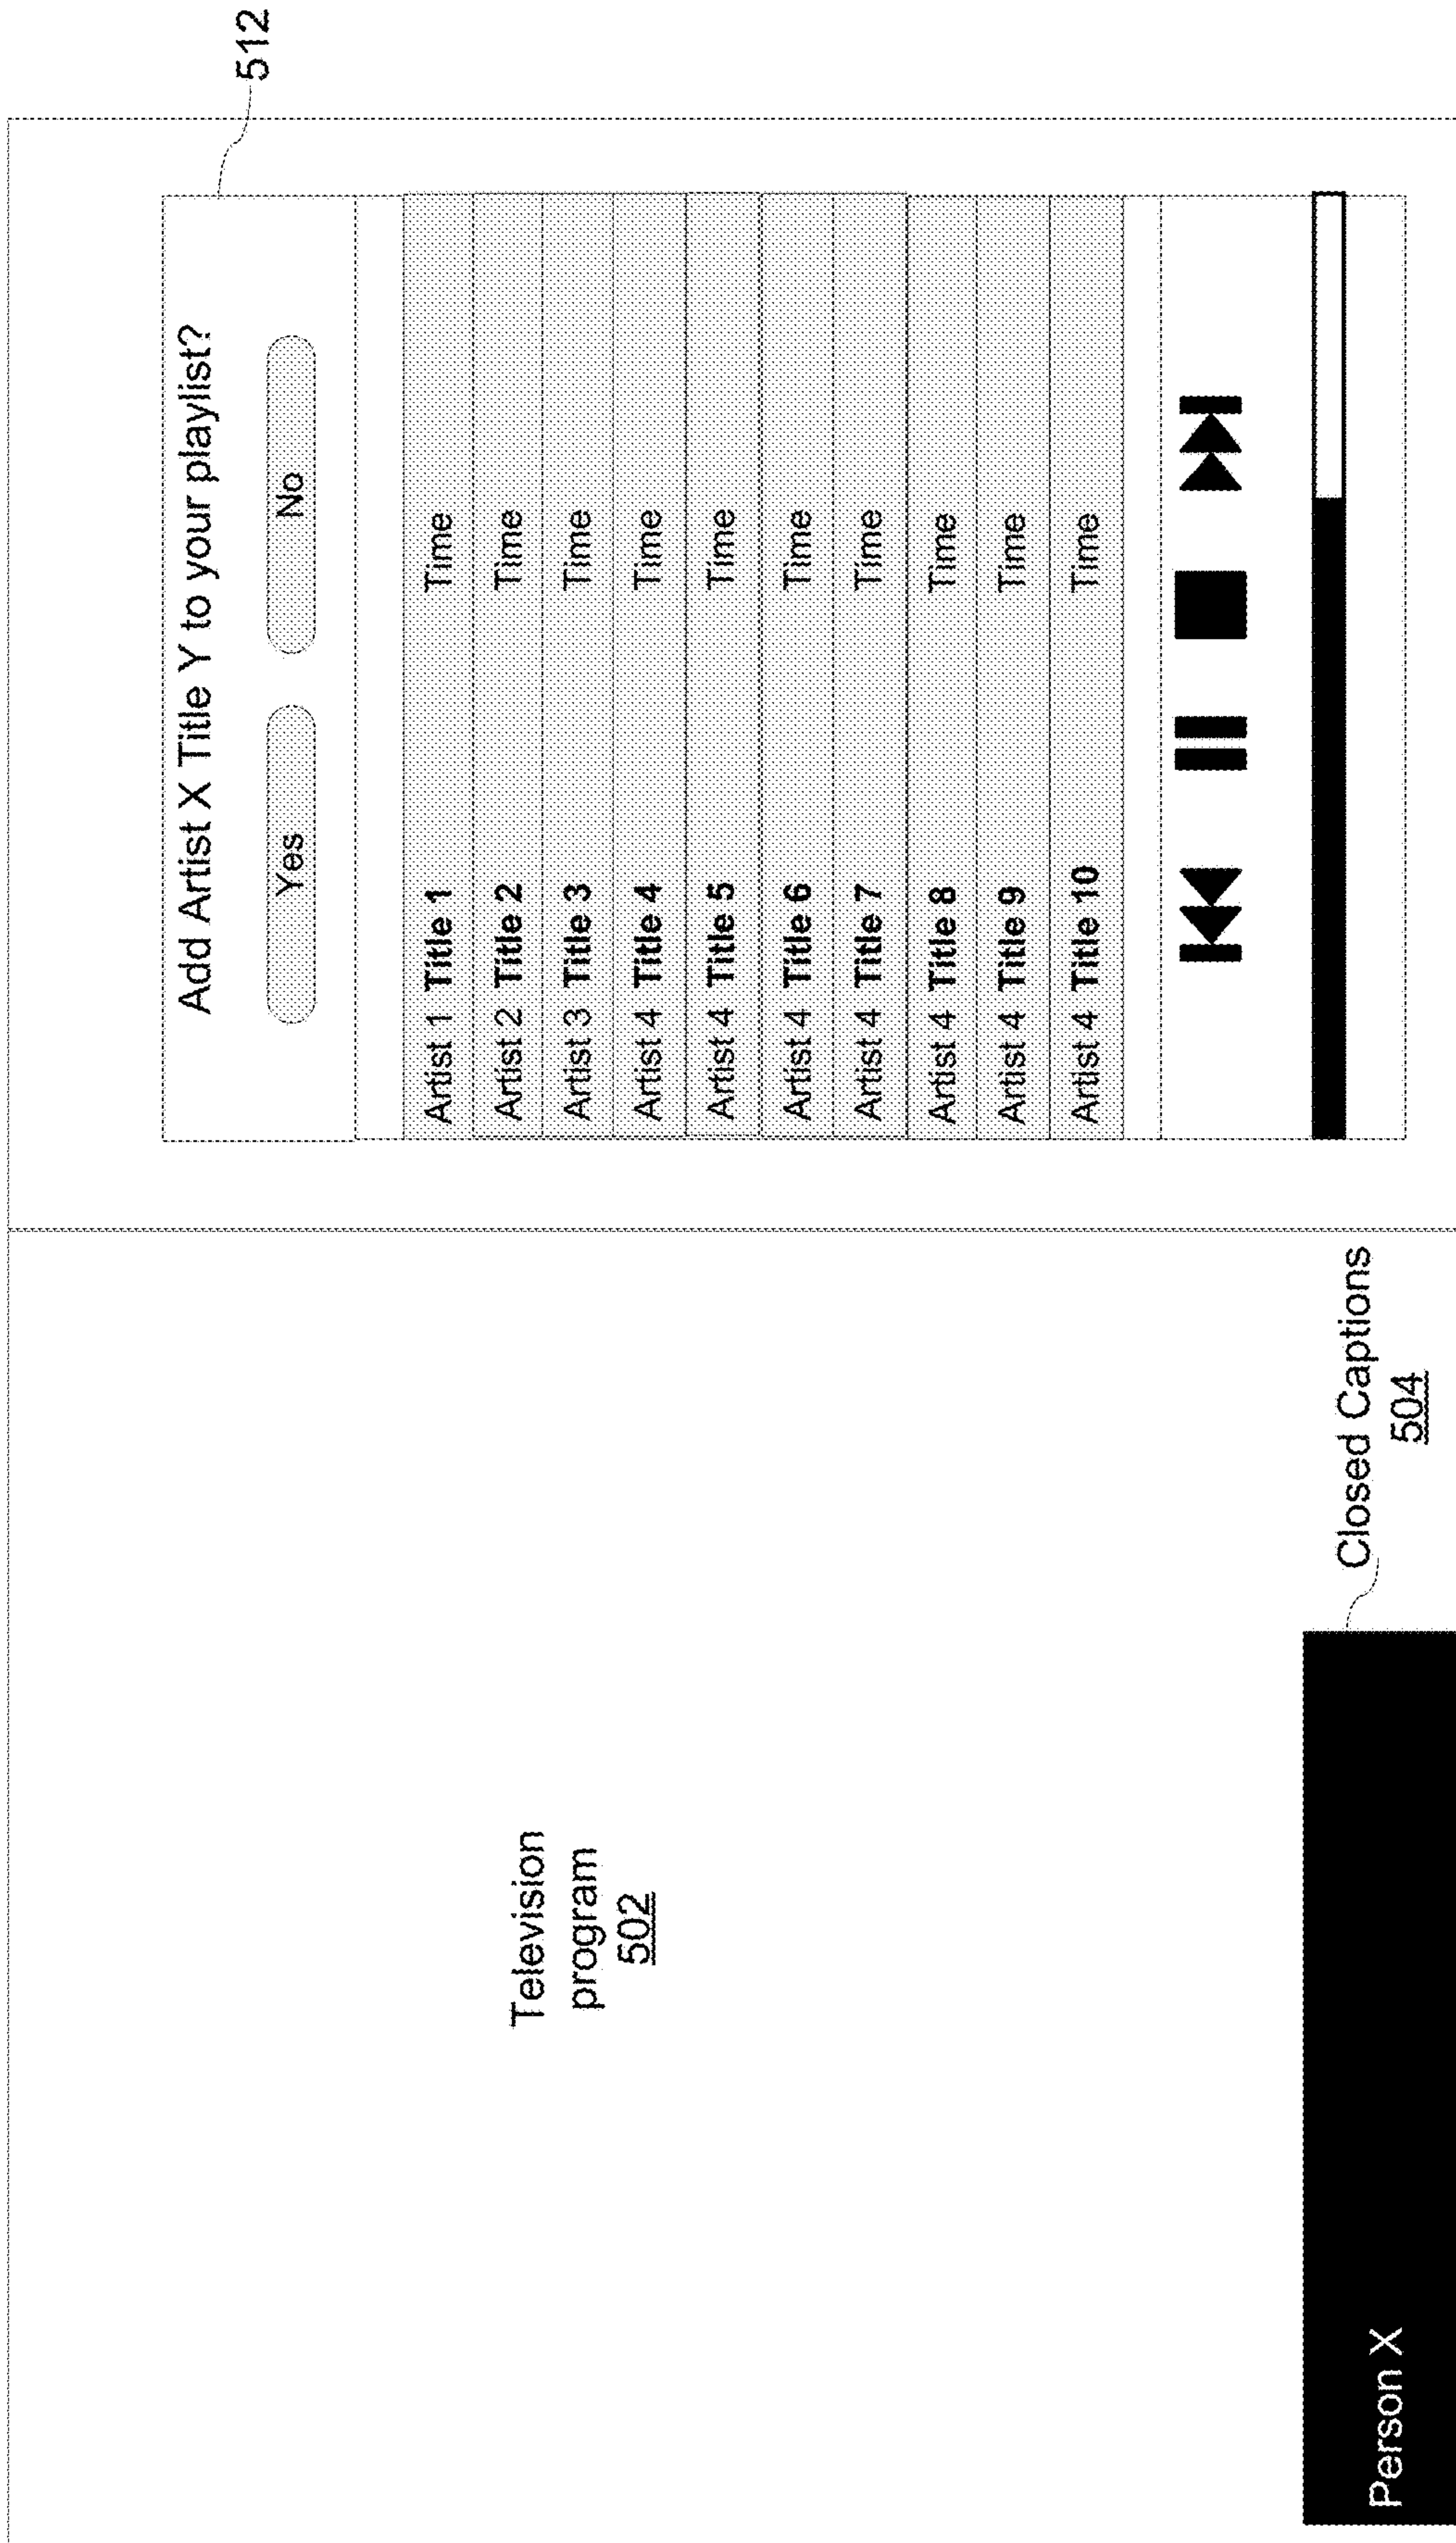 Television
program
502
Person X
Closed Captions
504
512
Add Artist X Title Y to your playlist?
Yes No
Artist 1 Title 1 Time
Artist 2 Title 2 Time
Artist 3 Title 3 Time
Artist 4 Title 4 Time
Artist 4 Title 5 Time
Artist 4 Title 6 Time
Artist 4 Title 7 Time
Artist 4 Title 8 Time
Artist 4 Title 9 Time
Artist 4 Title 10 Time